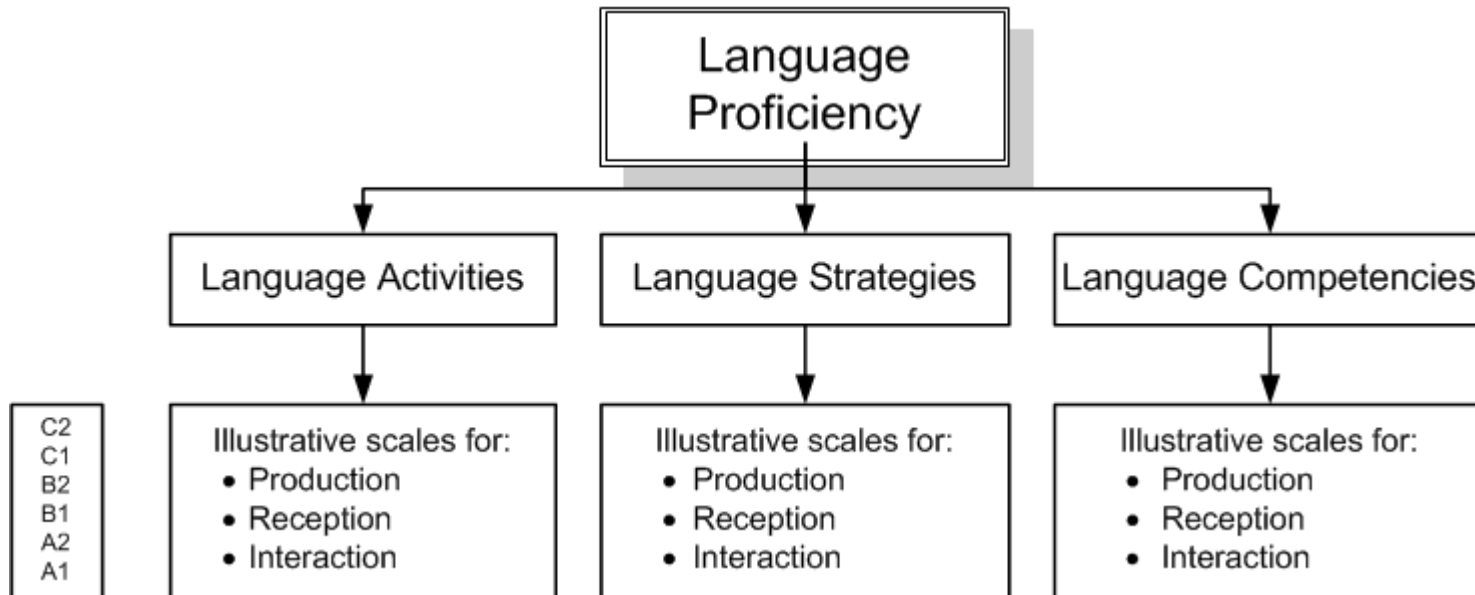 Language
Proficiency
Language Activities
Language Strategies
Language Competencies
C2
C1
B2
B1
A2
A1
Illustrative scales for:
• Production
• Reception
• Interaction
Illustrative scales for:
• Production
• Reception
• Interaction
Illustrative scales for:
• Production
• Reception
• Interaction